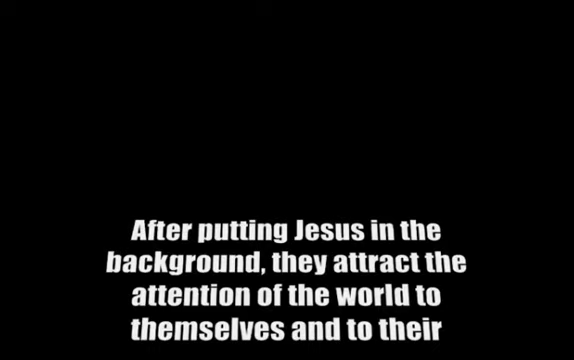 After putting Jesus in the
background, they attract the
attention of the world to
themselves and to their